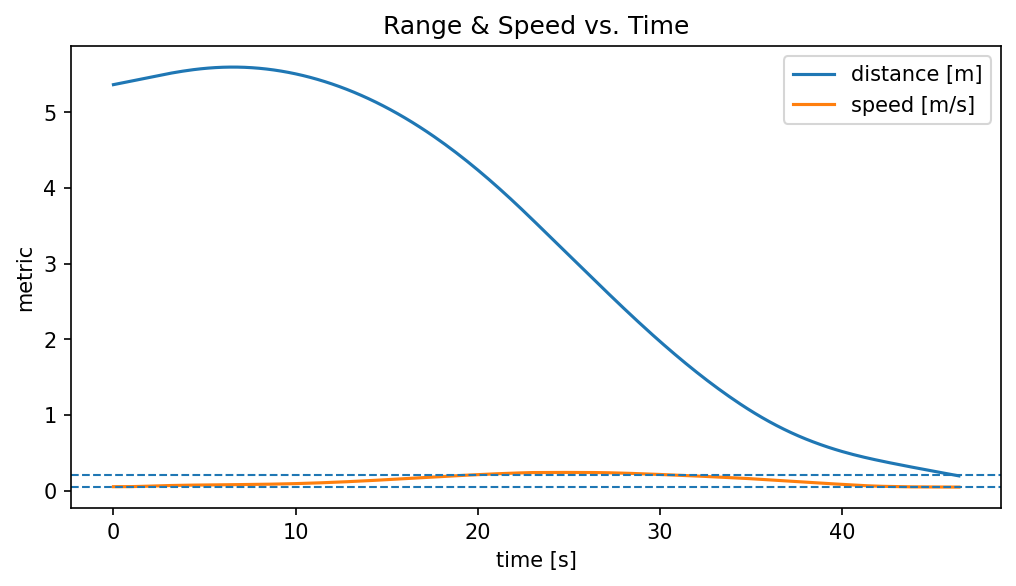 Range & Speed vs. Time
distance [m]
speed [m/s]
metric
5
4
3
2
1
0
0 10 20 30 40
time [s]